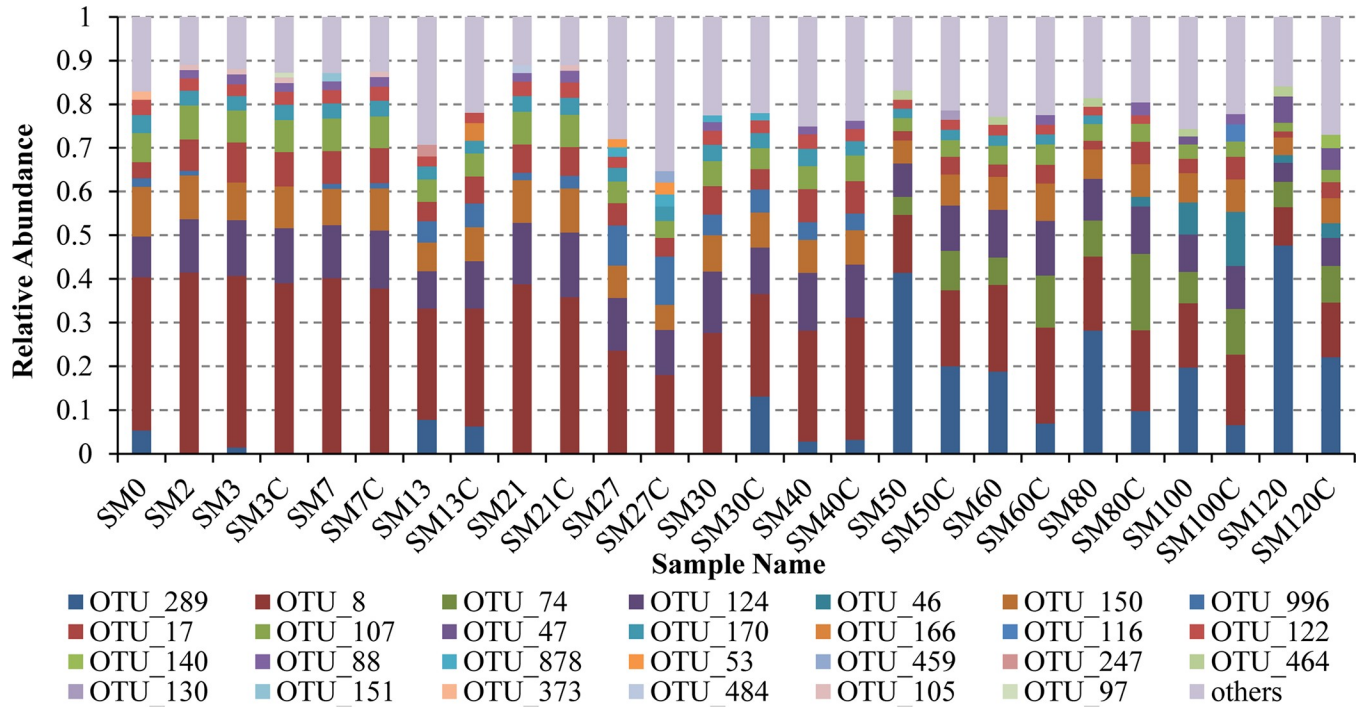 1
0.9
0.8
0.7
0.6
0.5
0.4
0.3
0.2
0.1
0
Relative Abundance
SM0 SM2 SM3 SM3C SM7 SM7C SM13 SM13C SM21 SM21C SM27 SM27C SM30 SM30C SM40 SM40C SM50 SM50C SM60 SM60C SM80 SM80C SM100 SM100C SM120 SM120C
Sample Name
OTU_289 OTU_8 OTU_74 OTU_124 OTU_46 OTU_150 OTU_996
OTU_17 OTU_107 OTU_47 OTU_170 OTU_166 OTU_116 OTU_122
OTU_140 OTU_88 OTU_878 OTU_53 OTU_459 OTU_247 OTU_464
OTU_130 OTU_151 OTU_373 OTU_484 OTU_105 OTU_97 others